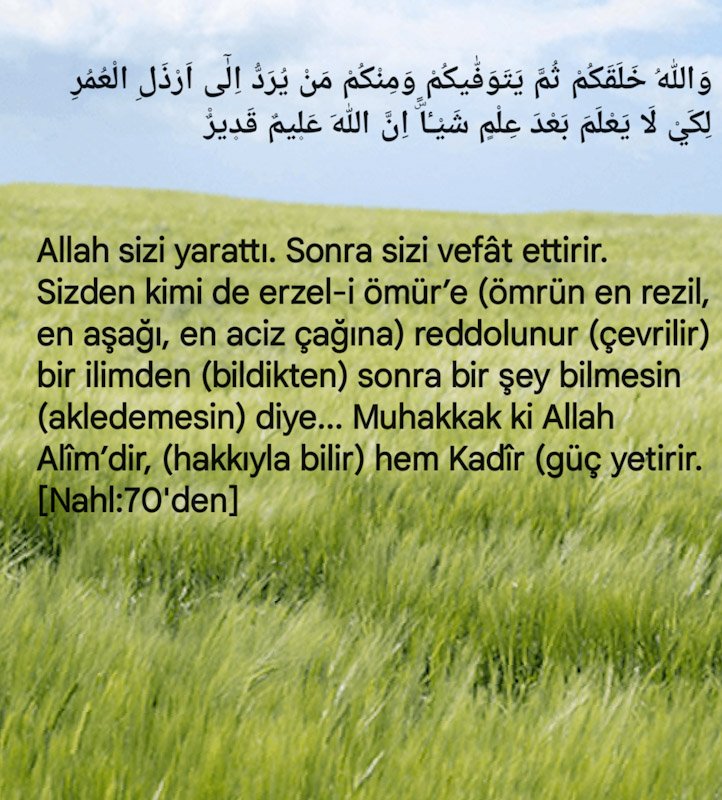 وَاللّٰهُ خَلَقَكُمْ ثُمَّ يَتَوَفّٰيكُمْ وَمِنْكُمْ مَنْ يُرَدُّ اِلٰٓى اَرْذَلِ الْعُمُرِ
لِكَيْ لَا يَعْلَمَ بَعْدَ عِلْمٍ شَيْـٔاًۜ اِنَّ اللّٰهَ عَل۪يمٌ قَد۪يرٌ۟
Allah sizi yarattı. Sonra sizi vefât ettirir.
Sizden kimi de erzel-i ömür’e (ömrün en rezil,
en aşağı, en aciz çağına) reddolunur (çevrilir)
bir ilimden (bildikten) sonra bir şey bilmesin
(akledemesin) diye... Muhakkak ki Allah
Alîm’dir, (hakkıyla bilir) hem Kadîr (güç yetirir.
[Nahl:70'den]